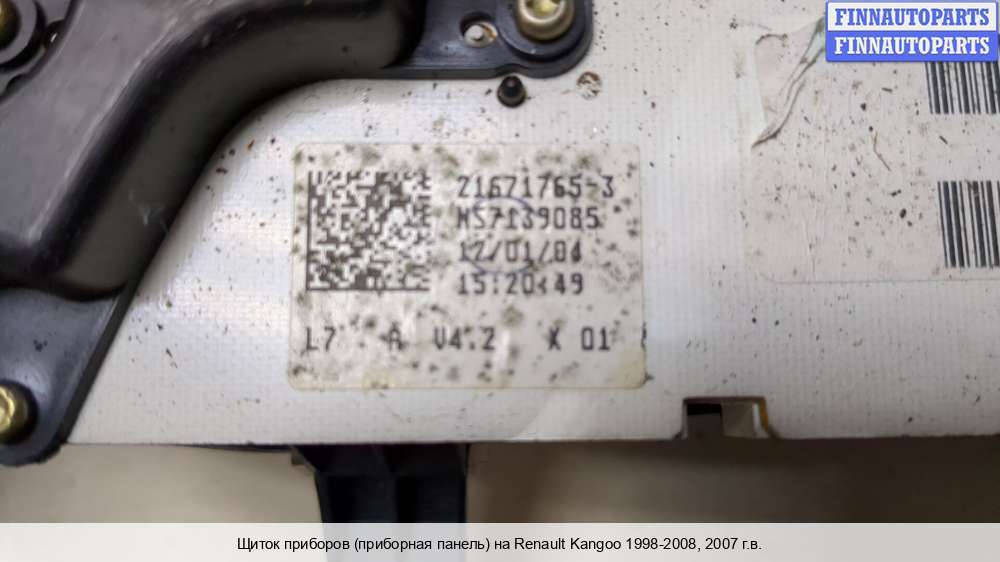 FINNAUTOPARTS
FINNAUTOPARTS
21671765-3
MS7139085
12/01/04
15:20:49
L7 A V4.2 X 01
Щиток приборов (приборная панель) на Renault Kangoo 1998-2008, 2007 г.в.